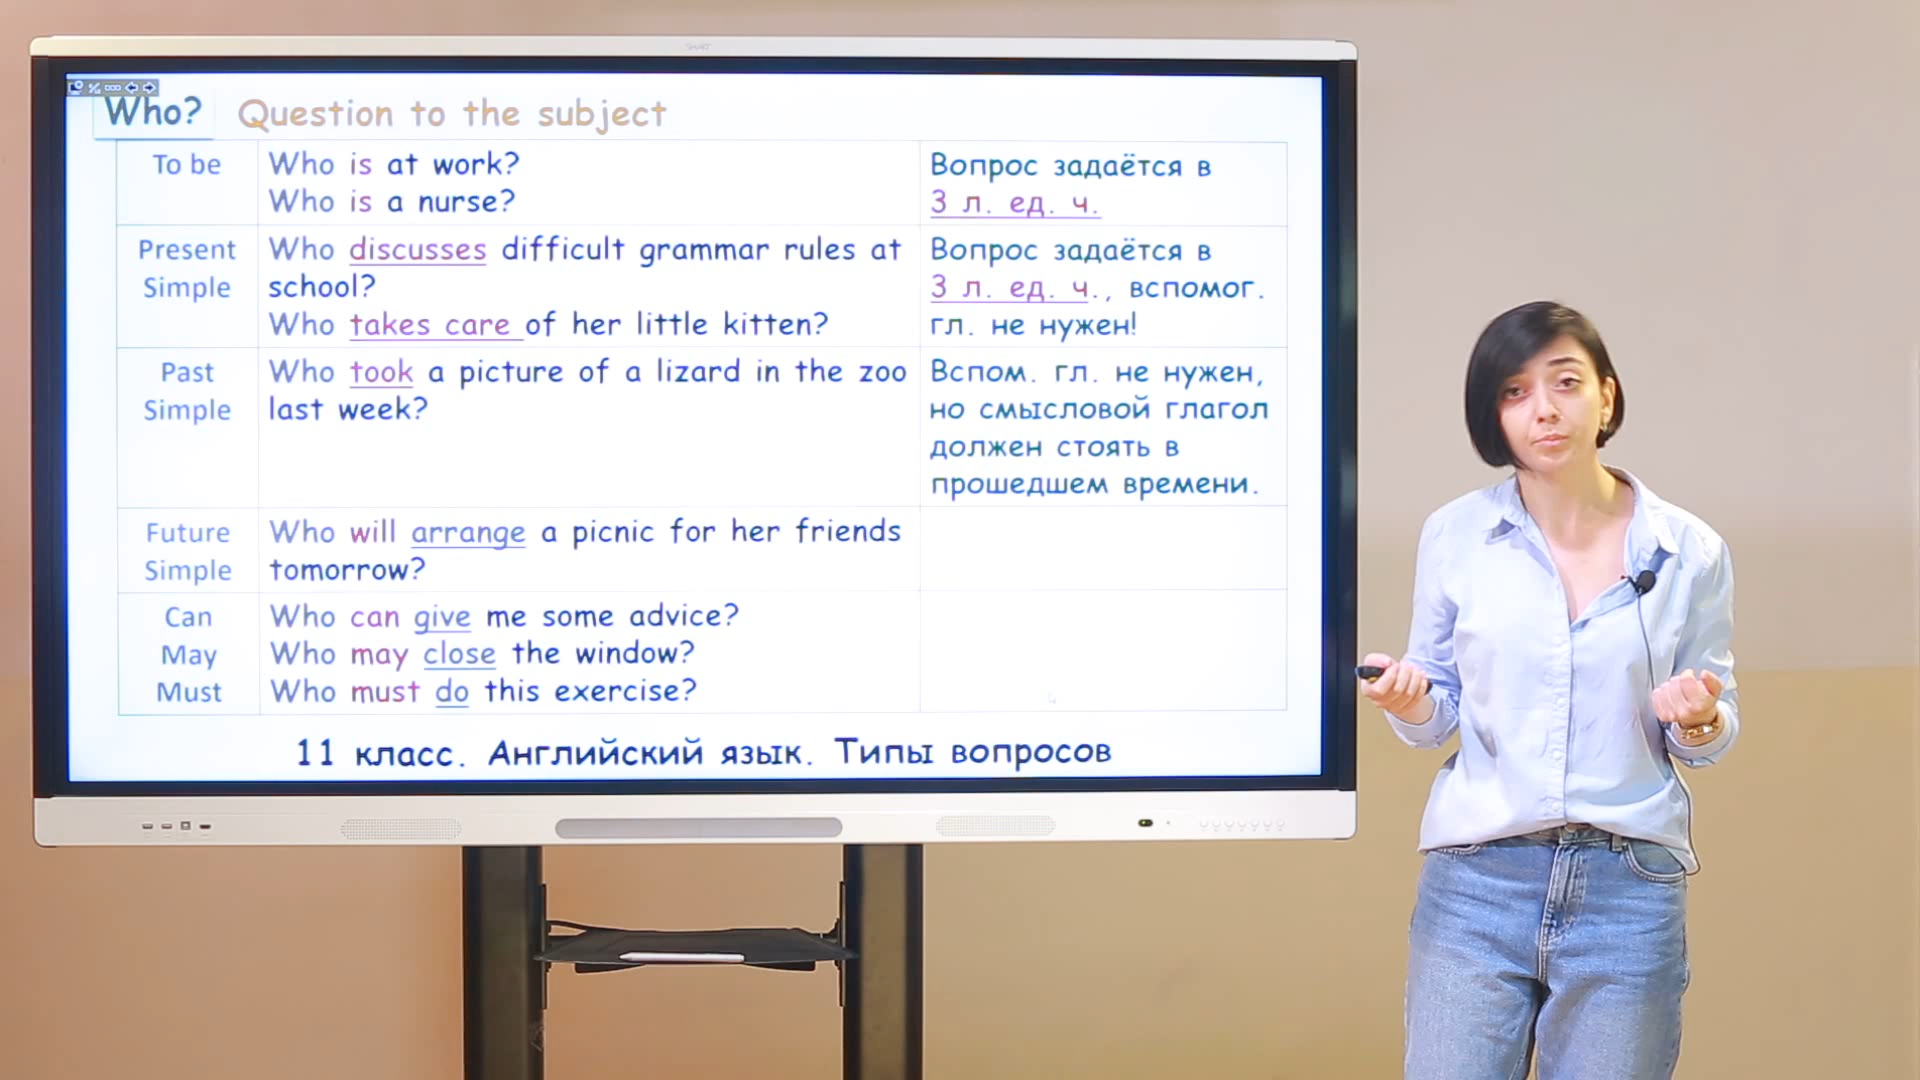 SMART
Who? Question to the subject
To be
Who is at work?
Who is a nurse?
Вопрос задаётся в
3 л. ед. ч.
Present
Simple
Who discusses difficult grammar rules at
school?
Who takes care of her little kitten?
Вопрос задаётся в
3 л. ед. ч., вспомог.
гл. не нужен!
Past
Simple
Who took a picture of a lizard in the zoo
last week?
Вспом. гл. не нужен,
но смысловой глагол
должен стоять в
прошедшем времени.
Future
Simple
Who will arrange a picnic for her friends
tomorrow?
Can
May
Must
Who can give me some advice?
Who may close the window?
Who must do this exercise?
11 класс. Английский язык. Типы вопросов